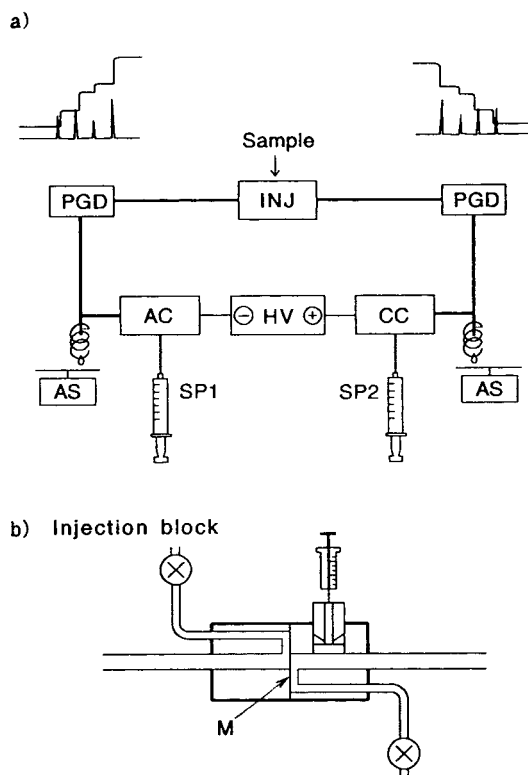 a)
Sample
PGD
INJ
PGD
AC
⊖ HV ⊕
CC
AS
SP1
SP2
AS
b) Injection block
M